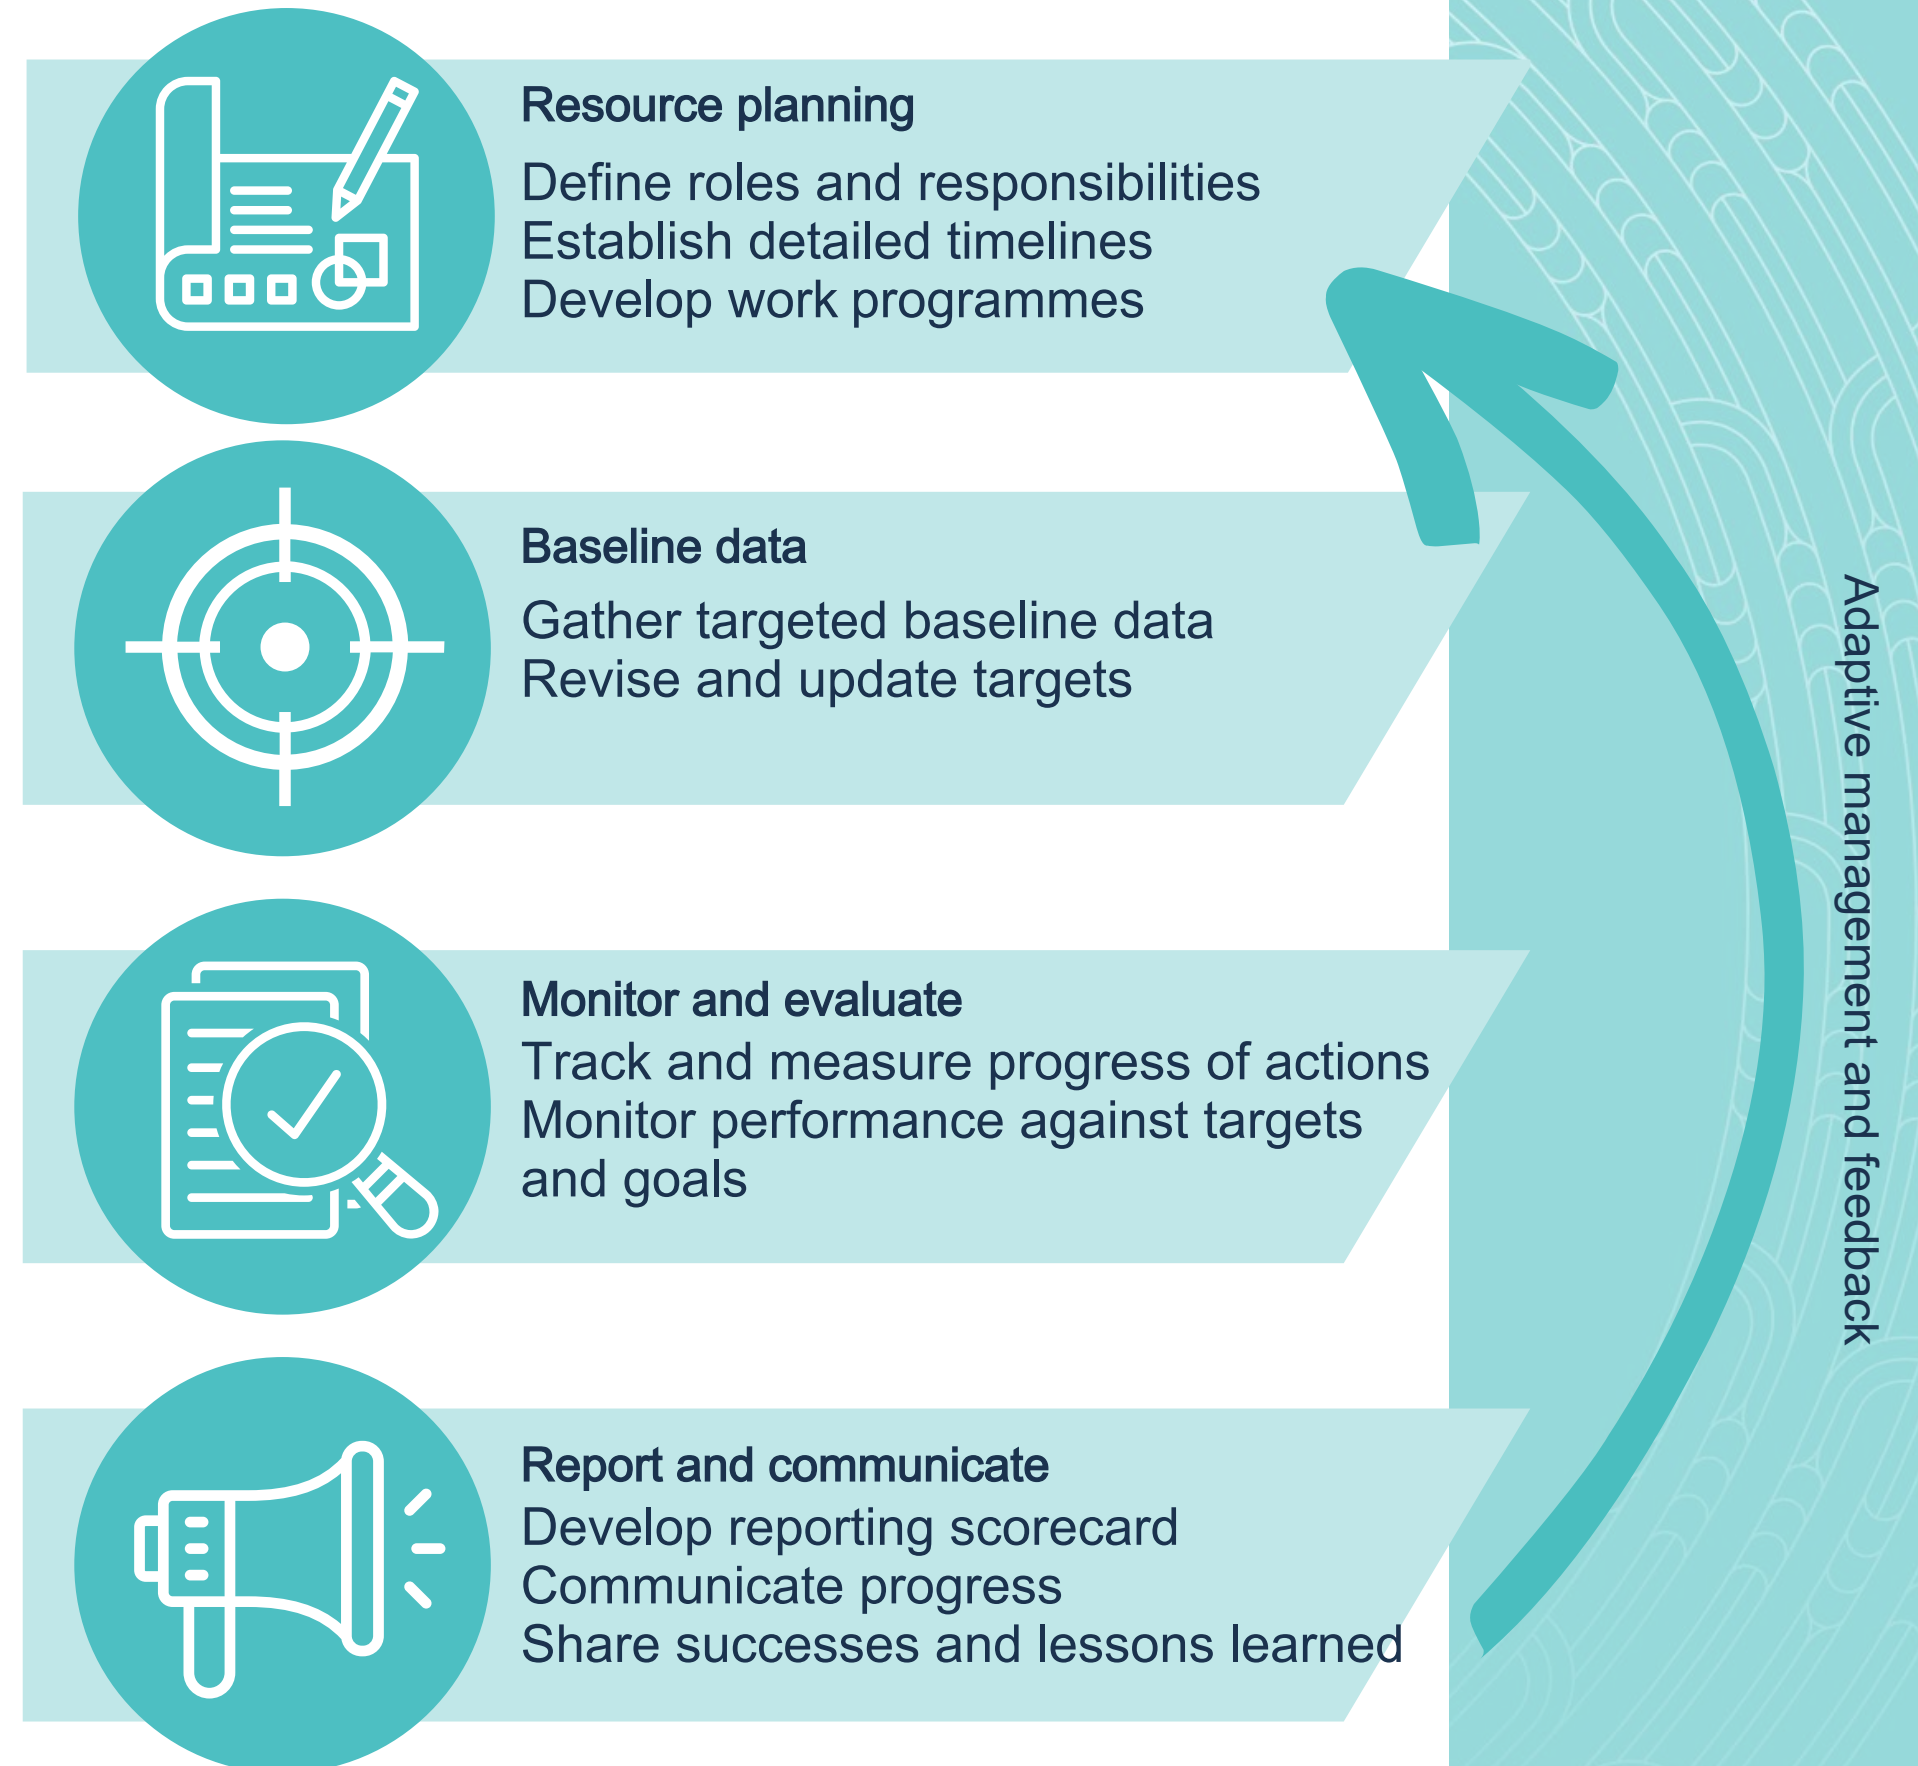 Resource planning
Define roles and responsibilities
Establish detailed timelines
Develop work programmes
Baseline data
Gather targeted baseline data
Revise and update targets
Monitor and evaluate
Track and measure progress of actions
Monitor performance against targets
and goals
Report and communicate
Develop reporting scorecard
Communicate progress
Share successes and lessons learned
Adaptive management and feedback